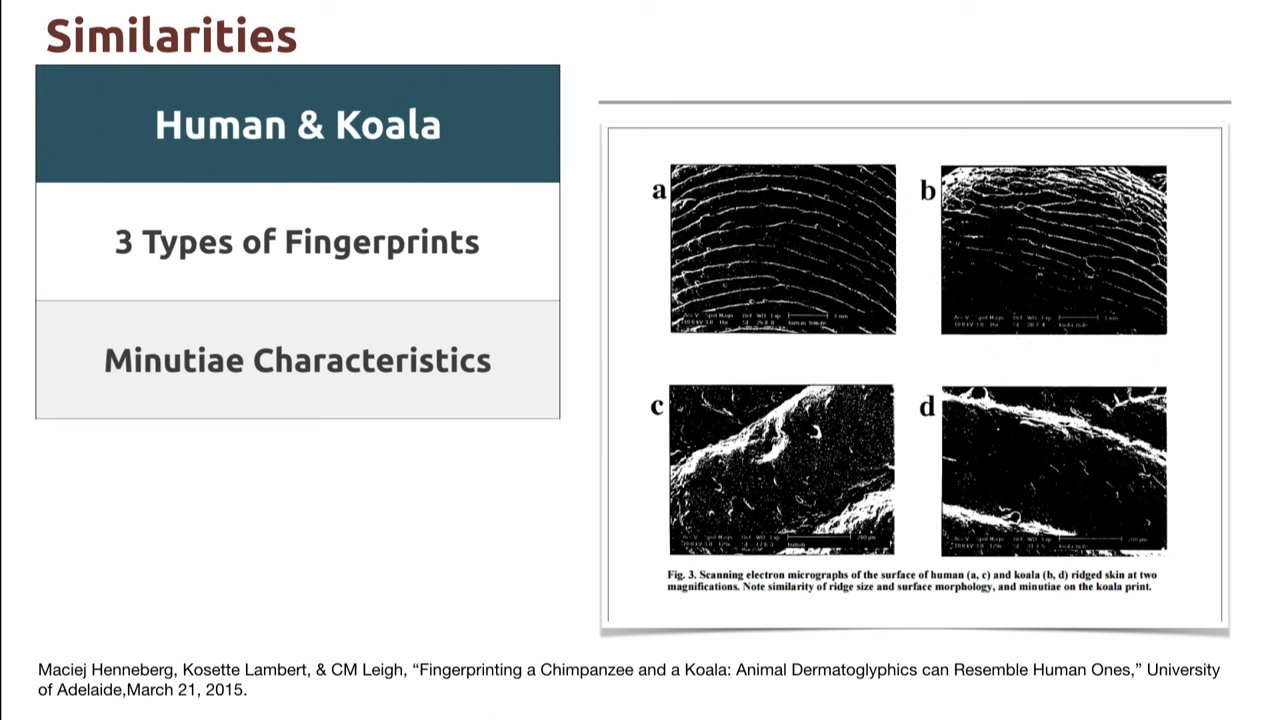 Similarities
Human & Koala
3 Types of Fingerprints
Minutiae Characteristics
a
b
c
d
Fig. 3. Scanning electron micrographs of the surface of human (a, c) and koala (b, d) ridged skin at two
magnifications. Note similarity of ridge size and surface morphology, and minutiae on the koala print.
Maciej Henneberg, Kosette Lambert, & CM Leigh, “Fingerprinting a Chimpanzee and a Koala: Animal Dermatoglyphics can Resemble Human Ones,” University
of Adelaide,March 21, 2015.